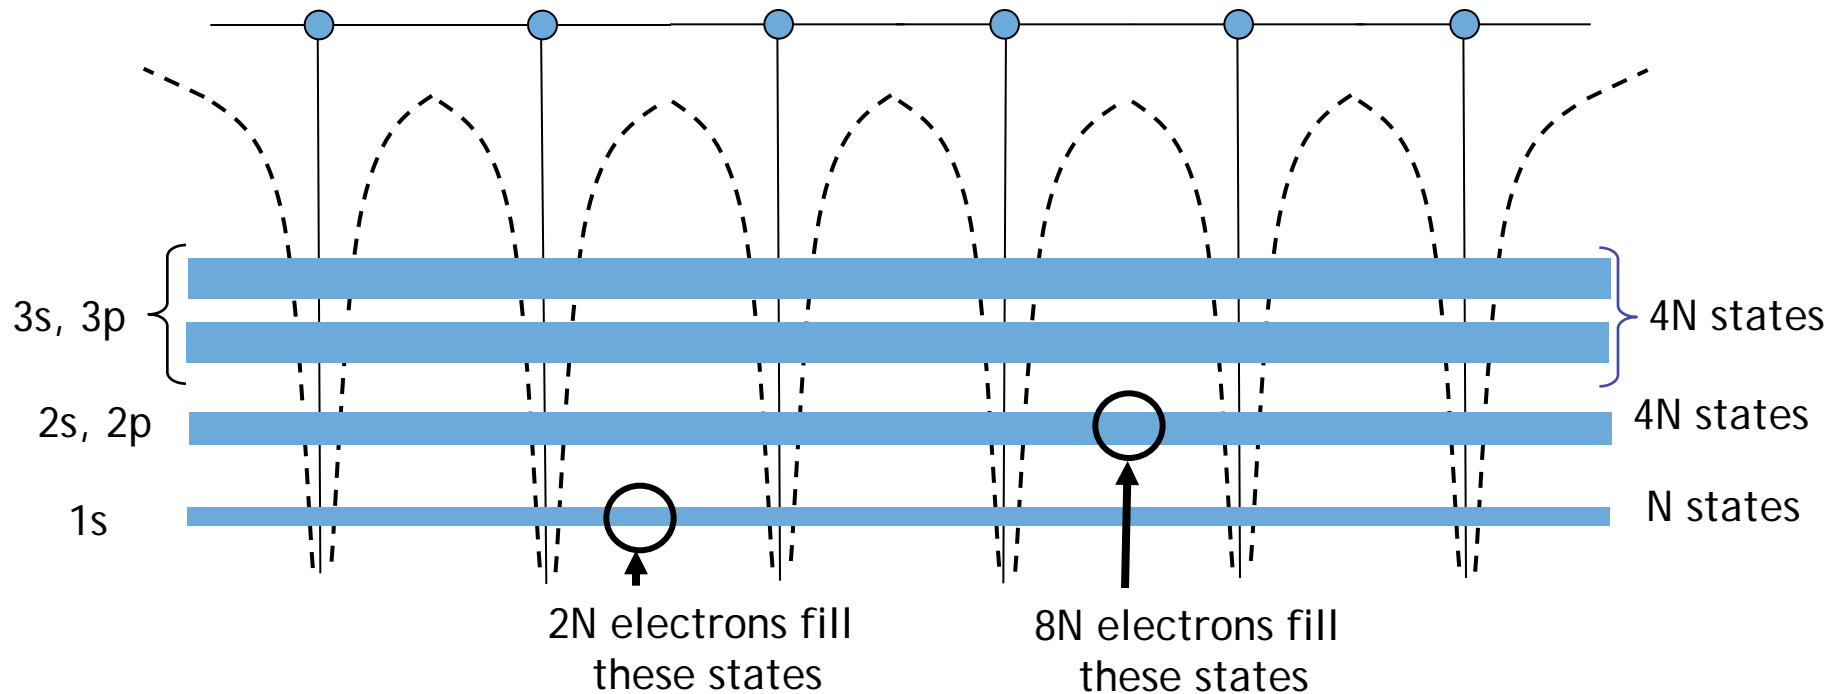 3s, 3p
4N states
2s, 2p
4N states
1s
N states
2N electrons fill
these states
8N electrons fill
these states